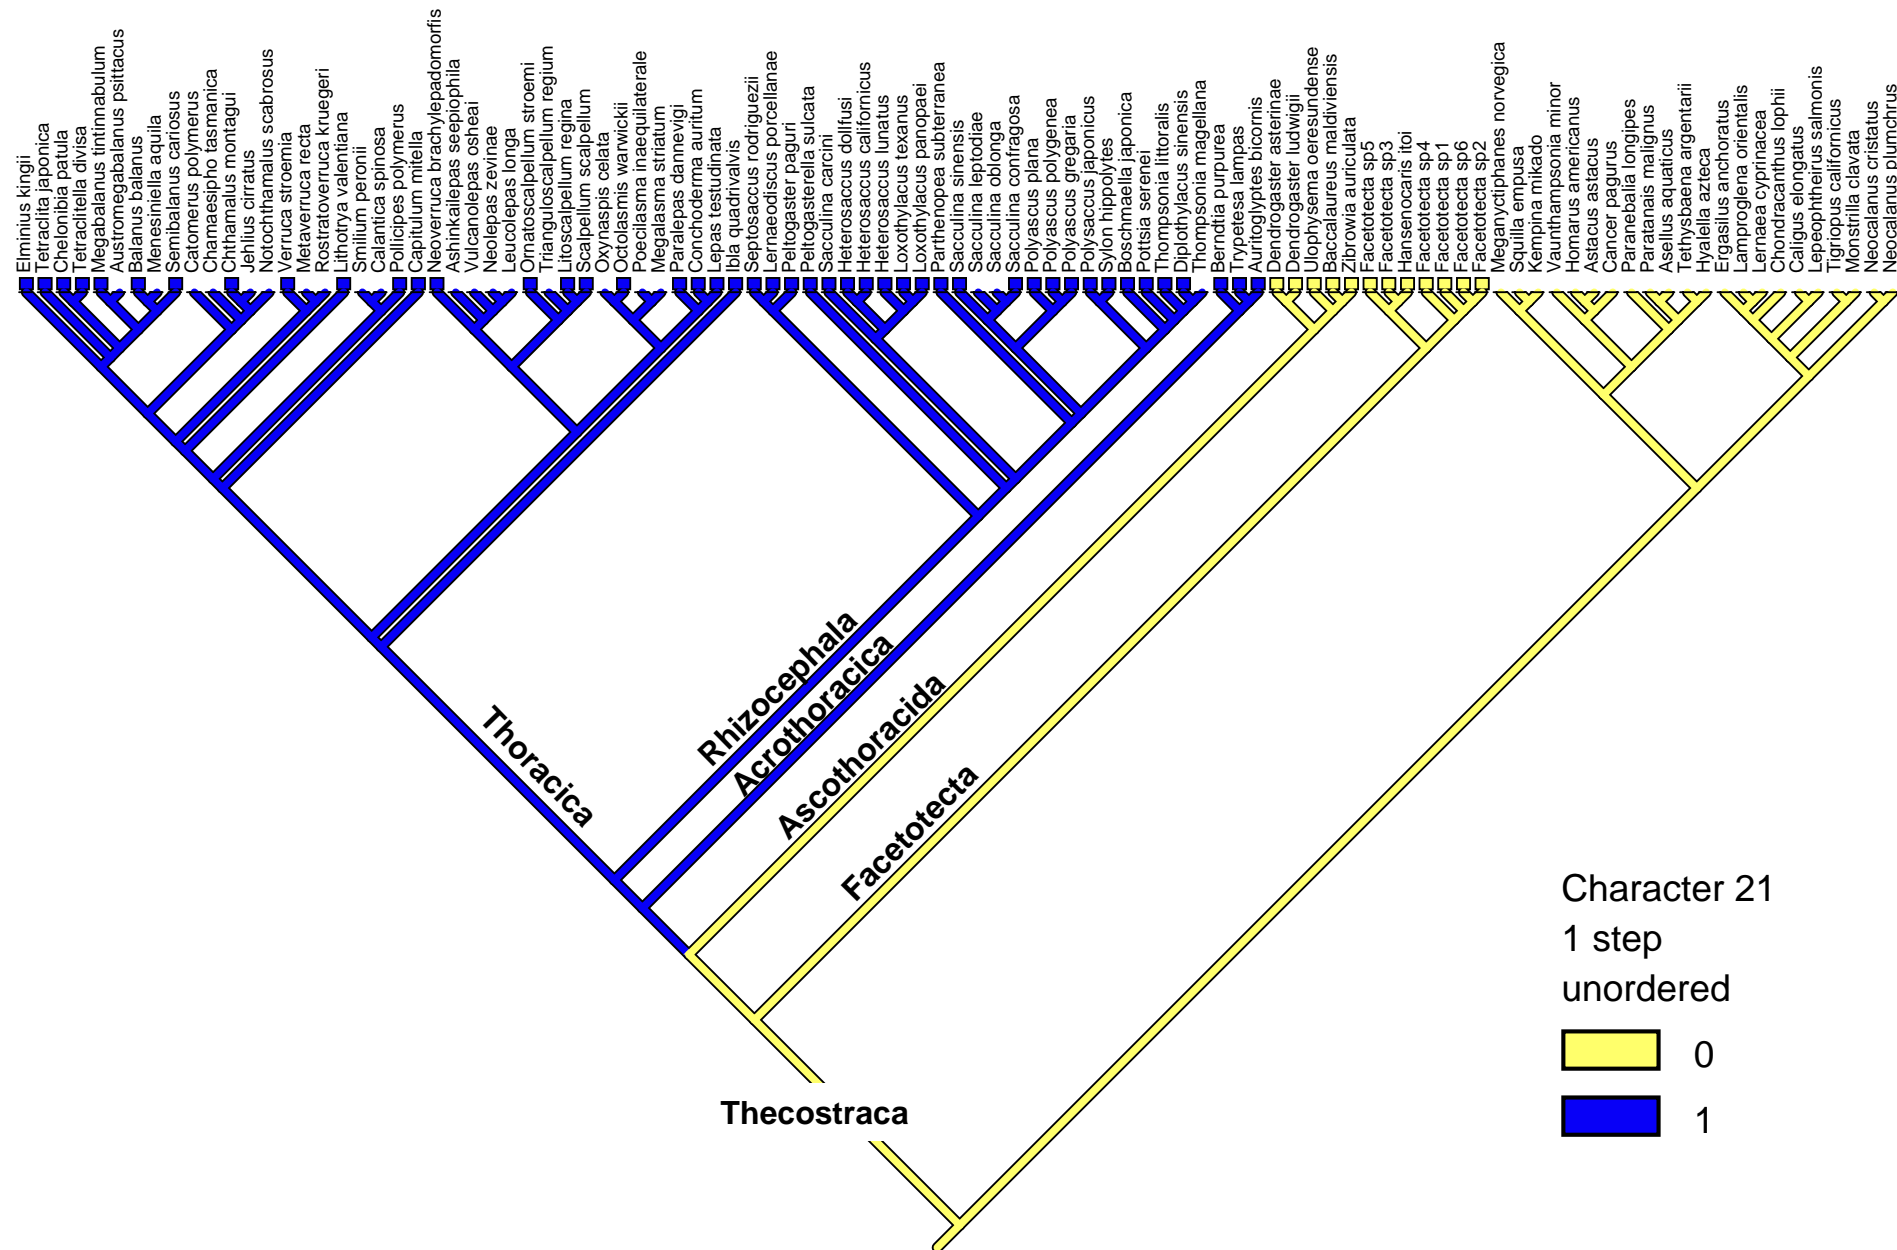 Elminius kingii
Tetraclita japonica
Chelonibia patula
Tetraclitella divisa
Megabalanus tintinnabulum
Austromegabalanus psittacus
Balanus balanus
Menesiniella aquila
Semibalanus cariosus
Catomerus polymerus
Chamaesipho tasmanica
Chthamalus montagui
Jehlius cirratus
Notochthamalus scabrosus
Verruca stroemia
Metaverruca recta
Rostratoverruca kruegeri
Lithotrya valentiana
Smilium peronii
Calantica spinosa
Pollicipes polymerus
Capitulum mitella
Neoverruca brachylepadomorfis
Ashinkailepas seepiophila
Vulcanolepas osheai
Neolepas zevinae
Leucolepas longa
Ornatoscalpellum stroemi
Trianguloscalpellum regium
Litoscalpellum regina
Scalpellum scalpellum
Oxynaspis celata
Octolasmis warwickii
Poecilasma inaequilaterale
Megalasma striatum
Paralepas dannevigi
Conchoderma auritum
Lepas testudinata
Ibla quadrivalvis
Septosaccus rodriguezii
Lernaeodiscus porcellanae
Peltogaster paguri
Peltogasterella sulcata
Sacculina carcini
Heterosaccus dollfusi
Heterosaccus californicus
Heterosaccus lunatus
Loxothylacus texanus
Loxothylacus panopaei
Parthenopea subterranea
Sacculina sinensis
Sacculina leptodiae
Sacculina oblonga
Sacculina confragosa
Polyascus plana
Polyascus polygenea
Polyascus gregaria
Polysaccus japonicus
Sylon hippolytes
Boschmaella japonica
Pottsia serenei
Thompsonia littoralis
Diplothylacus sinensis
Thompsonia magellana
Berndtia purpurea
Trypetesa lampas
Auritoglyptes bicornis
Dendrogaster asterinae
Dendrogaster ludwigii
Ulophysema oeresundense
Baccalaureus maldiviensis
Zibrowia auriculata
Facetotecta sp5
Facetotecta sp3
Hansenocaris itoi
Facetotecta sp4
Facetotecta sp1
Facetotecta sp6
Facetotecta sp2
Meganyctiphanes norvegica
Squilla empusa
Kempina mikado
Vaunthampsonia minor
Homarus americanus
Astacus astacus
Cancer pagurus
Paranebalia longipes
Paratanais malignus
Asellus aquaticus
Tethysbaena argentarii
Hyalella azteca
Ergasilus anchoratus
Lamproglena orientalis
Lernaea cyprinacea
Chondracanthus lophii
Caligus elongatus
Lepeophtheirus salmonis
Tigriopus californicus
Monstrilla clavata
Neocalanus cristatus
Neocalanus plumchrus
Thoracica
Rhizocephala
Acrothoracica
Ascothoracida
Facetotecta
Thecostraca
Character 21
1 step
unordered
0
1